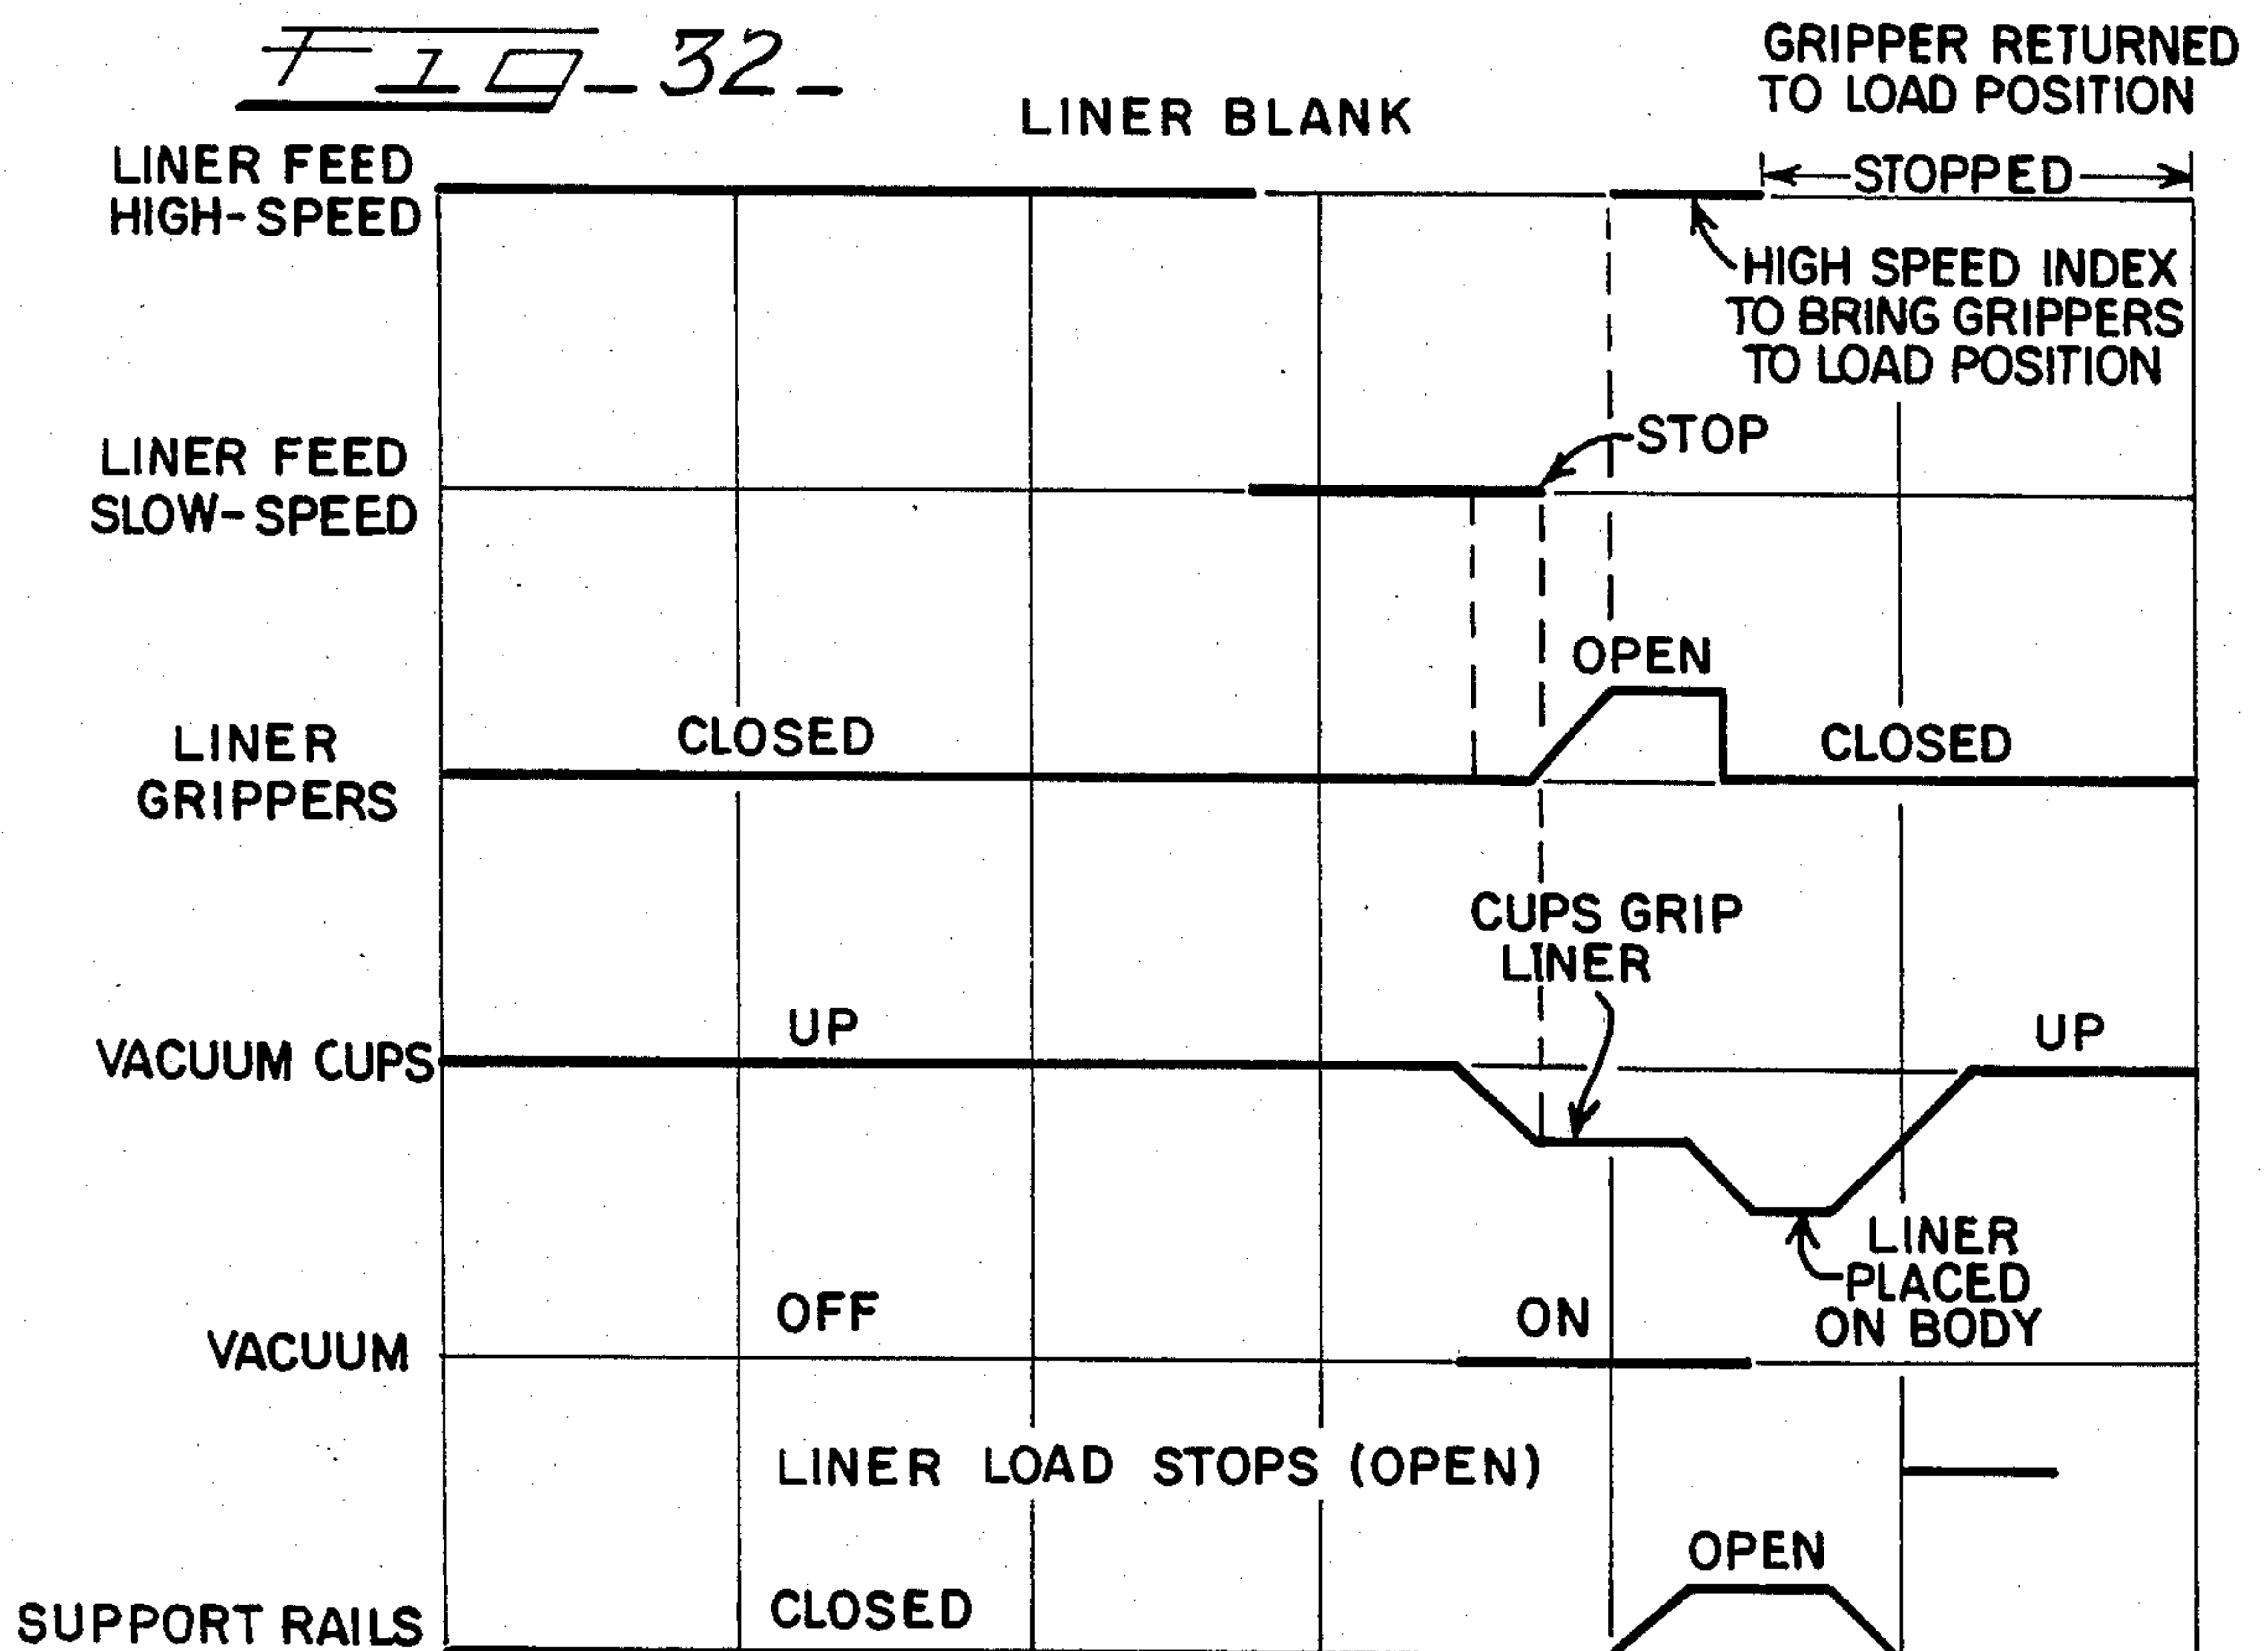 Fig-32-
LINER BLANK
GRIPPER RETURNED
TO LOAD POSITION
LINER FEED
HIGH-SPEED
STOPPED
HIGH SPEED INDEX
TO BRING GRIPPERS
TO LOAD POSITION
LINER FEED
SLOW-SPEED
STOP
LINER
GRIPPERS
CLOSED
OPEN
CLOSED
CUPS GRIP
LINER
VACUUM CUPS
UP
UP
LINER
PLACED
ON BODY
VACUUM
OFF
ON
LINER LOAD STOPS (OPEN)
SUPPORT RAILS
CLOSED
OPEN